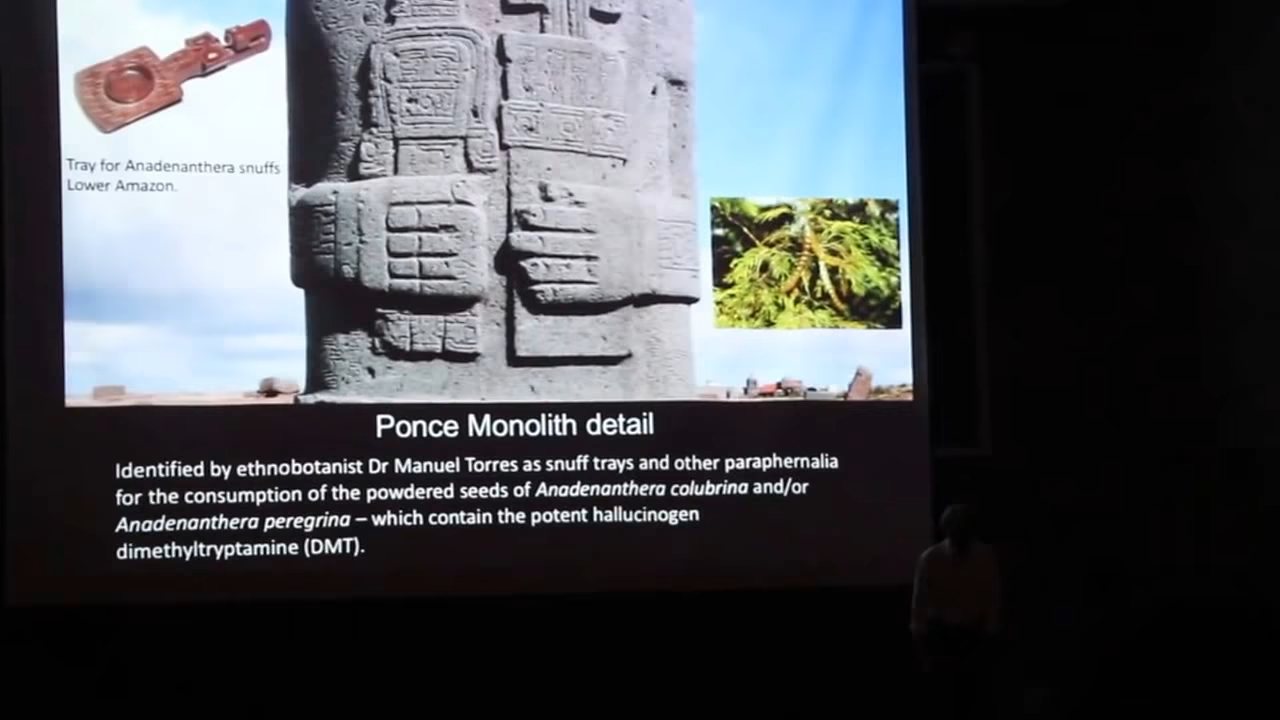 Tray for Anadenanthera snuffs
Lower Amazon.
Ponce Monolith detail
Identified by ethnobotanist Dr Manuel Torres as snuff trays and other paraphernalia
for the consumption of the powdered seeds of Anadenanthera colubrina and/or
Anadenanthera peregrina – which contain the potent hallucinogen
dimethyltryptamine (DMT).